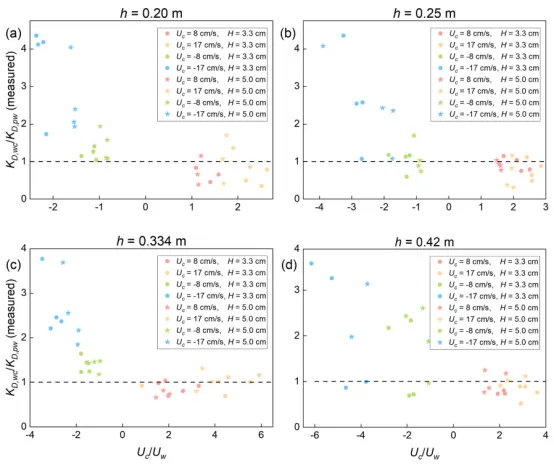 h = 0.20 m
h = 0.25 m
(a)
K_D,wc/K_D,pw (measured)
4
3
2
1
0
U_c = 8 cm/s, H = 3.3 cm
U_c = 17 cm/s, H = 3.3 cm
U_c = -8 cm/s, H = 3.3 cm
U_c = -17 cm/s, H = 3.3 cm
U_c = 8 cm/s, H = 5.0 cm
U_c = 17 cm/s, H = 5.0 cm
U_c = -8 cm/s, H = 5.0 cm
U_c = -17 cm/s, H = 5.0 cm
-2 -1 0 1 2
(b)
4
3
2
1
0
U_c = 8 cm/s, H = 3.3 cm
U_c = 17 cm/s, H = 3.3 cm
U_c = -8 cm/s, H = 3.3 cm
U_c = -17 cm/s, H = 3.3 cm
U_c = 8 cm/s, H = 5.0 cm
U_c = 17 cm/s, H = 5.0 cm
U_c = -8 cm/s, H = 5.0 cm
U_c = -17 cm/s, H = 5.0 cm
-4 -3 -2 -1 0 1 2 3
h = 0.334 m
h = 0.42 m
(c)
K_D,wc/K_D,pw (measured)
4
3
2
1
0
U_c = 8 cm/s, H = 3.3 cm
U_c = 17 cm/s, H = 3.3 cm
U_c = -8 cm/s, H = 3.3 cm
U_c = -17 cm/s, H = 3.3 cm
U_c = 8 cm/s, H = 5.0 cm
U_c = 17 cm/s, H = 5.0 cm
U_c = -8 cm/s, H = 5.0 cm
U_c = -17 cm/s, H = 5.0 cm
-4 -2 0 2 4 6
U_c/U_w
(d)
4
3
2
1
0
U_c = 8 cm/s, H = 3.3 cm
U_c = 17 cm/s, H = 3.3 cm
U_c = -8 cm/s, H = 3.3 cm
U_c = -17 cm/s, H = 3.3 cm
U_c = 8 cm/s, H = 5.0 cm
U_c = 17 cm/s, H = 5.0 cm
U_c = -8 cm/s, H = 5.0 cm
U_c = -17 cm/s, H = 5.0 cm
-6 -4 -2 0 2 4
U_c/U_w